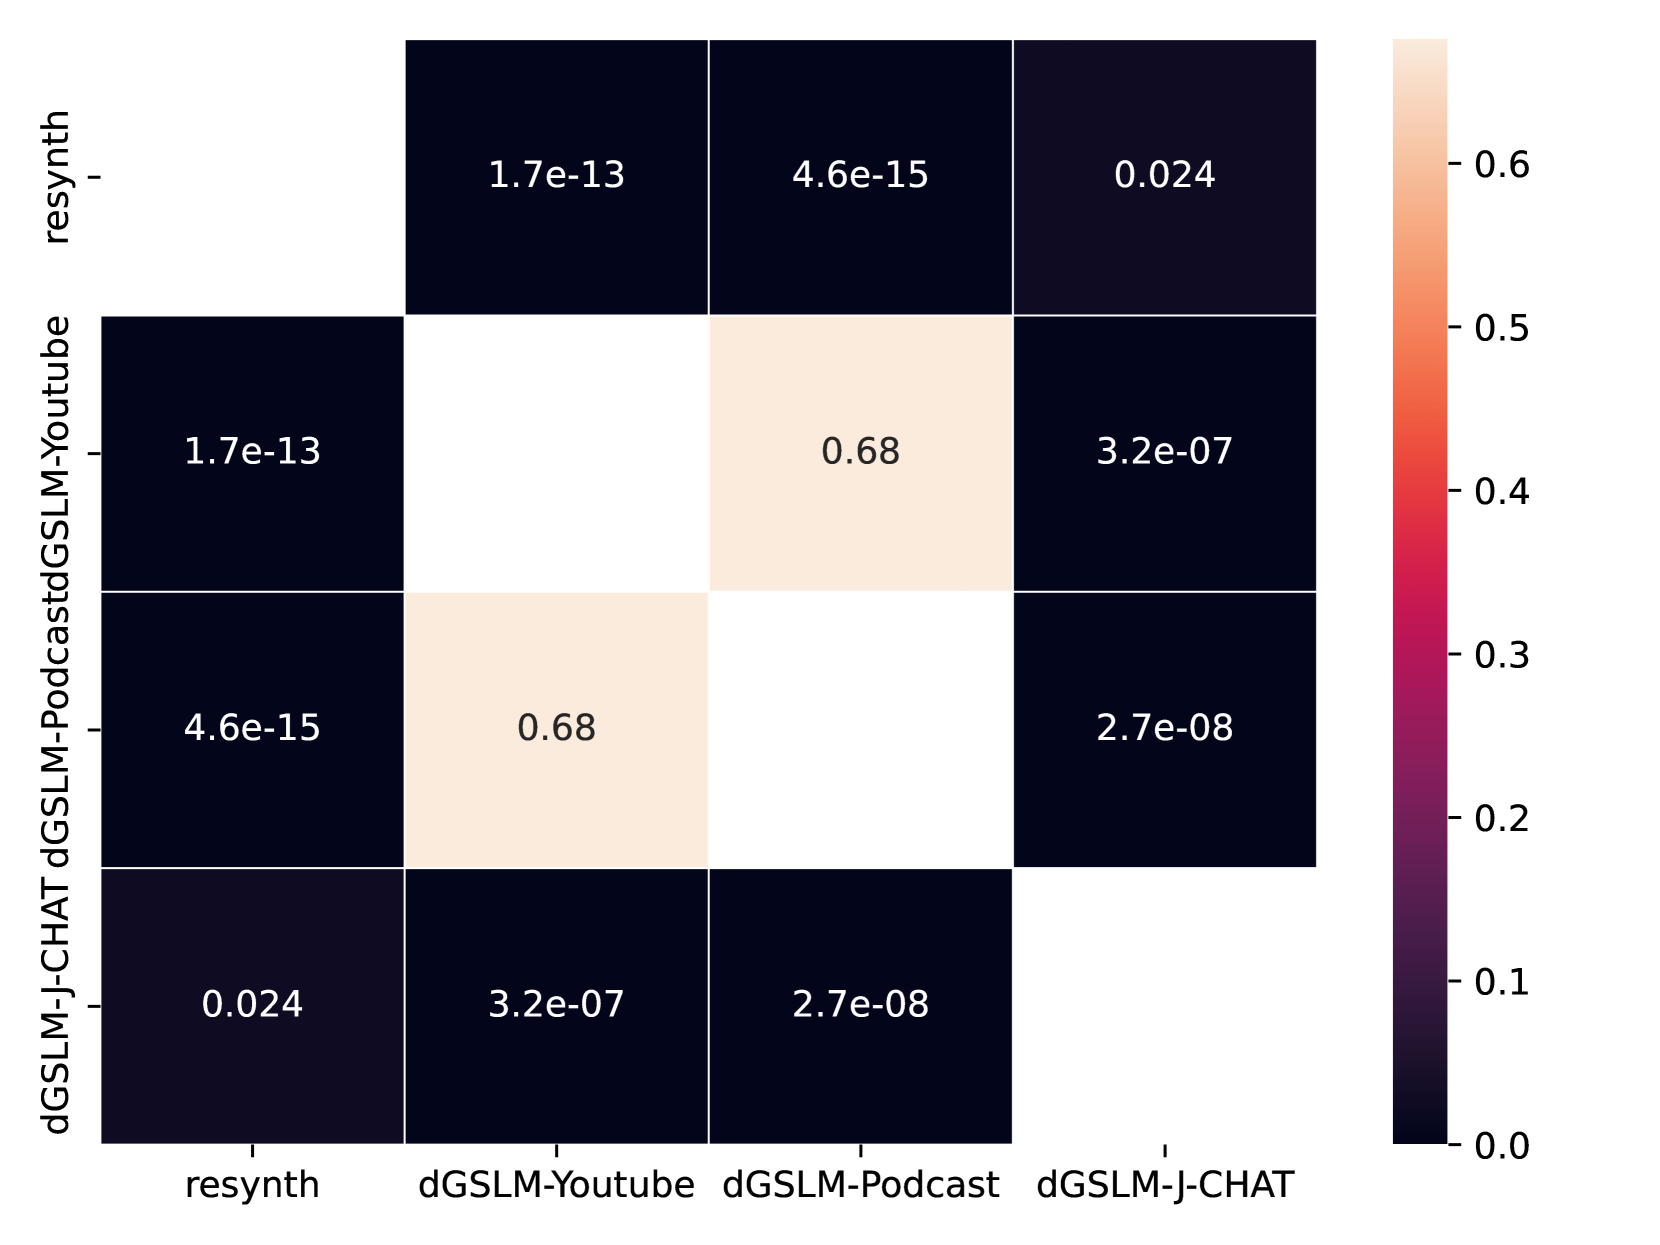 resynth
1.7e-13 4.6e-15 0.024
dGSLM-Youtube
1.7e-13 0.68 3.2e-07
dGSLM-Podcast
4.6e-15 0.68 2.7e-08
dGSLM-J-CHAT
0.024 3.2e-07 2.7e-08
resynth dGSLM-Youtube dGSLM-Podcast dGSLM-J-CHAT
0.6
0.5
0.4
0.3
0.2
0.1
0.0